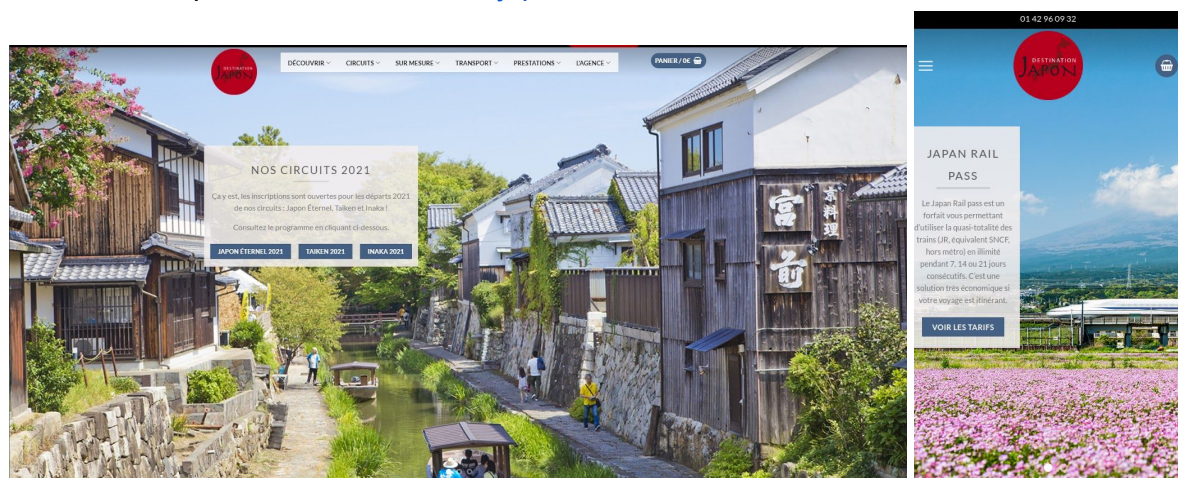 DESTINATION
JAPON
DÉCOUVRIR
CIRCUITS
SUR MESURE
TRANSPORT
PRESTATIONS
L'AGENCE
PANIER / 0€
NOS CIRCUITS 2021
Ça y est, les inscriptions sont ouvertes pour les départs 2021
de nos circuits : Japon Éternel, Taiken et Inaka !
Consultez le programme en cliquant ci-dessous.
JAPON ÉTERNEL 2021
TAIKEN 2021
INAKA 2021
京料理
宮前
01 42 96 09 32
DESTINATION
JAPON
JAPAN RAIL
PASS
Le Japan Rail pass est un
forfait vous permettant
d'utiliser la quasi-totalité des
trains (JR, équivalent SNCF,
hors métro) en illimité
pendant 7, 14 ou 21 jours
consécutifs. C'est une
solution très économique si
votre voyage est itinérant.
VOIR LES TARIFS